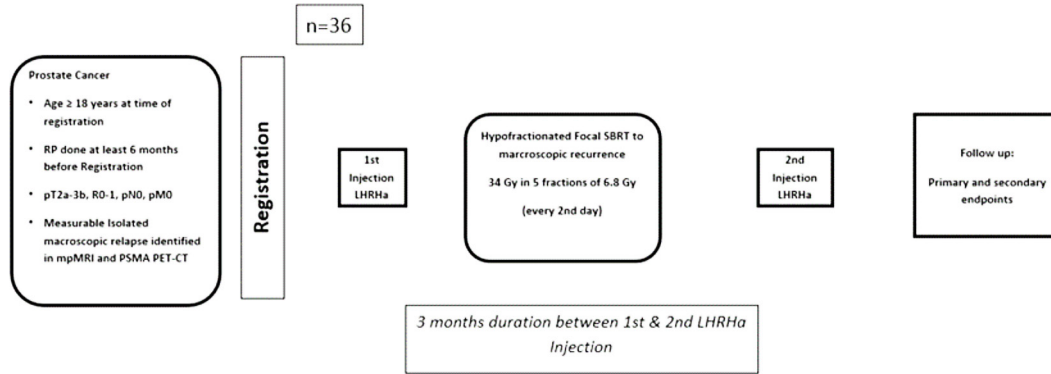 n=36
Prostate Cancer
• Age ≥ 18 years at time of
registration
• RP done at least 6 months
before Registration
• pT2a-3b, R0-1, pN0, pM0
• Measurable Isolated
macroscopic relapse identified
in mpMRI and PSMA PET-CT
Registration
1st
Injection
LHRHa
Hypofractionated Focal SBRT to
marcroscopic recurrence
34 Gy in 5 fractions of 6.8 Gy
(every 2nd day)
2nd
Injection
LHRHa
Follow up:
Primary and secondary
endpoints
3 months duration between 1st & 2nd LHRHa
Injection